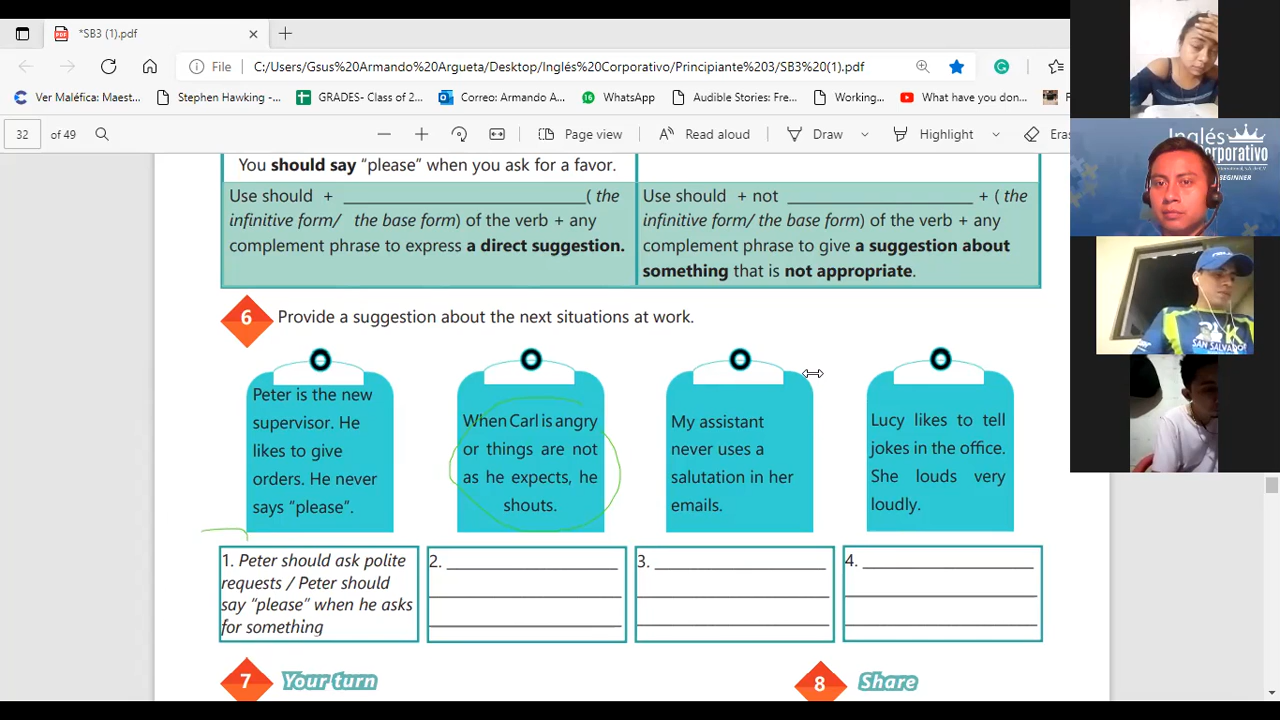 *SB3 (1).pdf
File C:/Users/Gsus%20Armando%20Argueta/Desktop/Inglés%20Corporativo/Principiante%203/SB3%20(1).pdf
Ver Maléfica: Maest...
Stephen Hawking -...
GRADES- Class of 2...
Correo: Armando A...
WhatsApp
Audible Stories: Fre...
Working...
What have you don...
32 of 49
Page view
Read aloud
Draw
Highlight
Eras
You should say “please” when you ask for a favor.
Use should + ____________________________( the
infinitive form/ the base form) of the verb + any
complement phrase to express a direct suggestion.
Use should + not _____________________ + ( the
infinitive form/ the base form) of the verb + any
complement phrase to give a suggestion about
something that is not appropriate.
6 Provide a suggestion about the next situations at work.
Peter is the new
supervisor. He
likes to give
orders. He never
says “please”.
When Carl is angry
or things are not
as he expects, he
shouts.
My assistant
never uses a
salutation in her
emails.
Lucy likes to tell
jokes in the office.
She louds very
loudly.
1. Peter should ask polite
requests / Peter should
say “please” when he asks
for something
2. ____________________
3. ____________________
4. ____________________
7 Your turn
8 Share
Inglés
Corporativo
BEGINNER
SAN SALVADOR